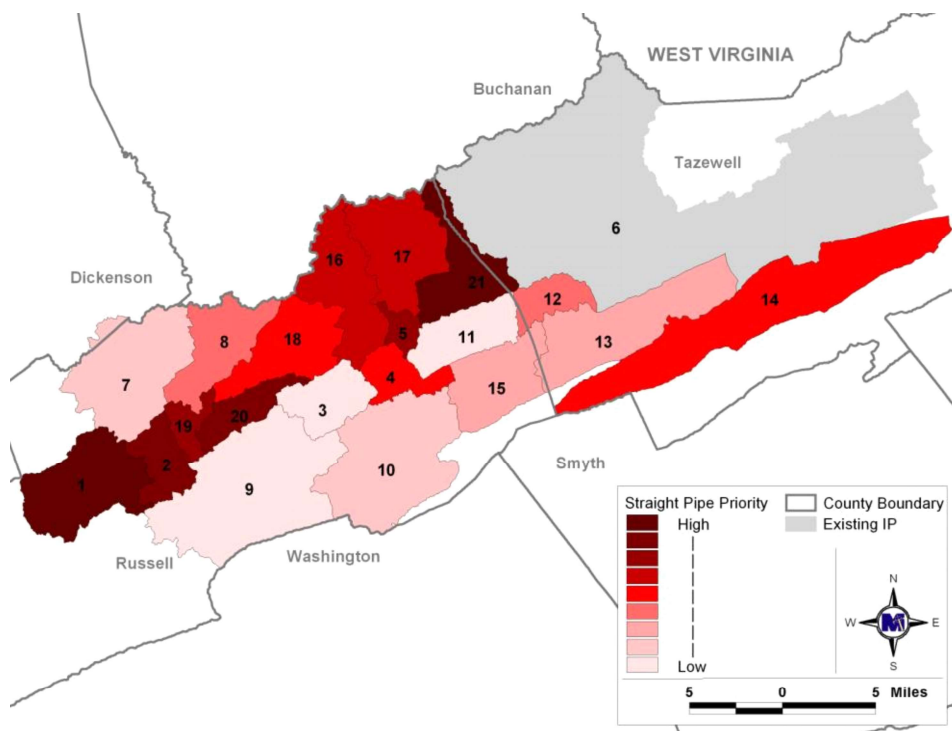 WEST VIRGINIA
Buchanan
Tazewell
6
Dickenson
16
17
21
14
12
8
18
5
11
13
7
4
15
3
20
19
2
10
1
9
Smyth
Russell
Washington
Straight Pipe Priority
High
Low
County Boundary
Existing IP
N
W
M
E
S
5 0 5 Miles